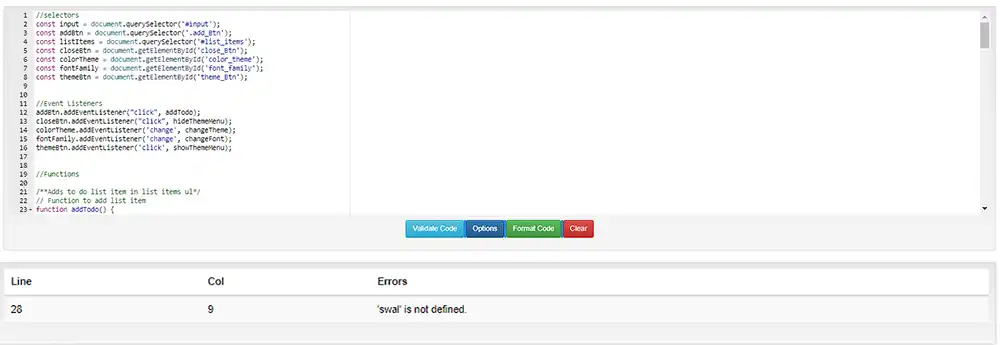 1 //selectors
2 const input = document.querySelector('#input');
3 const addBtn = document.querySelector('.add_Btn');
4 const listItems = document.querySelector('#list_items');
5 const closeBtn = document.getElementById('close_Btn');
6 const colorTheme = document.getElementById('color_theme');
7 const fontFamily = document.getElementById('font_family');
8 const themeBtn = document.getElementById('theme_Btn');
9
10
11 //Event Listeners
12 addBtn.addEventListener("click", addTodo);
13 closeBtn.addEventListener("click", hideThemeMenu);
14 colorTheme.addEventListener('change', changeTheme);
15 fontFamily.addEventListener('change', changeFont);
16 themeBtn.addEventListener('click', showThemeMenu);
17
18
19 //Functions
20
21 /**Adds to do list item in list items ul*/
22 // Function to add list item
23 function addTodo() {
Validate Code Options Format Code Clear
Line Col Errors
28 9 'swal' is not defined.